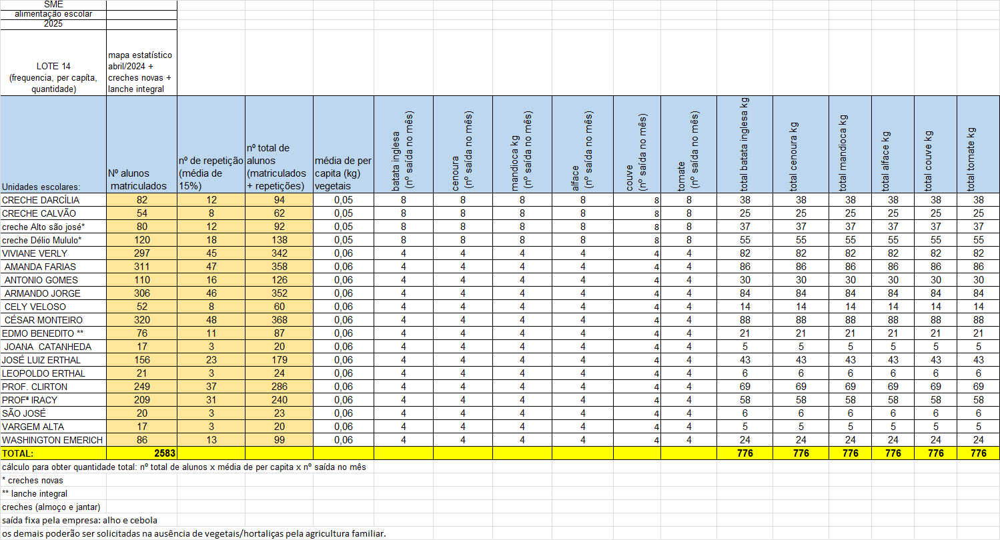 SME
alimentação escolar
2025
LOTE 14
(frequencia, per capíta,
quantidade)
mapa estatístico
abril/2024 +
creches novas +
lanche integral
Unidades escolares:
Nº alunos
matriculados
nº de repetição
(média de
15%)
nº total de
alunos
(matriculados
+ repetições)
média de per
capita (kg)
vegetais
batata inglesa
(nº saída no mês)
cenoura
(nº saída no mês)
mandioca kg
(nº saída no mês)
alface
(nº saída no mês)
couve
(nº saída no mês)
tomate
(nº saída no mês)
total batata inglesa kg
total cenoura kg
total mandioca kg
total alface kg
total couve kg
total tomate kg
CRECHE DARCÍLIA 82 12 94 0,05 8 8 8 8 8 8 38 38 38 38 38 38
CRECHE CALVÃO 54 8 62 0,05 8 8 8 8 8 8 25 25 25 25 25 25
creche Alto são josé* 80 12 92 0,05 8 8 8 8 8 8 37 37 37 37 37 37
creche Délio Mululo* 120 18 138 0,05 8 8 8 8 8 8 55 55 55 55 55 55
VIVIANE VERLY 297 45 342 0,06 4 4 4 4 4 4 82 82 82 82 82 82
AMANDA FARIAS 311 47 358 0,06 4 4 4 4 4 4 86 86 86 86 86 86
ANTONIO GOMES 110 16 126 0,06 4 4 4 4 4 4 30 30 30 30 30 30
ARMANDO JORGE 306 46 352 0,06 4 4 4 4 4 4 84 84 84 84 84 84
CELY VELOSO 52 8 60 0,06 4 4 4 4 4 4 14 14 14 14 14 14
CÉSAR MONTEIRO 320 48 368 0,06 4 4 4 4 4 4 88 88 88 88 88 88
EDMO BENEDITO ** 76 11 87 0,06 4 4 4 4 4 4 21 21 21 21 21 21
JOANA CATANHEDA 17 3 20 0,06 4 4 4 4 4 4 5 5 5 5 5 5
JOSÉ LUIZ ERTHAL 156 23 179 0,06 4 4 4 4 4 4 43 43 43 43 43 43
LEOPOLDO ERTHAL 21 3 24 0,06 4 4 4 4 4 4 6 6 6 6 6 6
PROF. CLIRTON 249 37 286 0,06 4 4 4 4 4 4 69 69 69 69 69 69
PROFª IRACY 209 31 240 0,06 4 4 4 4 4 4 58 58 58 58 58 58
SÃO JOSÉ 20 3 23 0,06 4 4 4 4 4 4 6 6 6 6 6 6
VARGEM ALTA 17 3 20 0,06 4 4 4 4 4 4 5 5 5 5 5 5
WASHINGTON EMERICH 86 13 99 0,06 4 4 4 4 4 4 24 24 24 24 24 24
TOTAL: 2583 776 776 776 776 776 776
cálculo para obter quantidade total: nº total de alunos x média de per capita x nº saída no mês
* creches novas
** lanche integral
creches (almoço e jantar)
saída fixa pela empresa: alho e cebola
os demais poderão ser solicitadas na ausência de vegetais/hortaliças pela agricultura familiar.